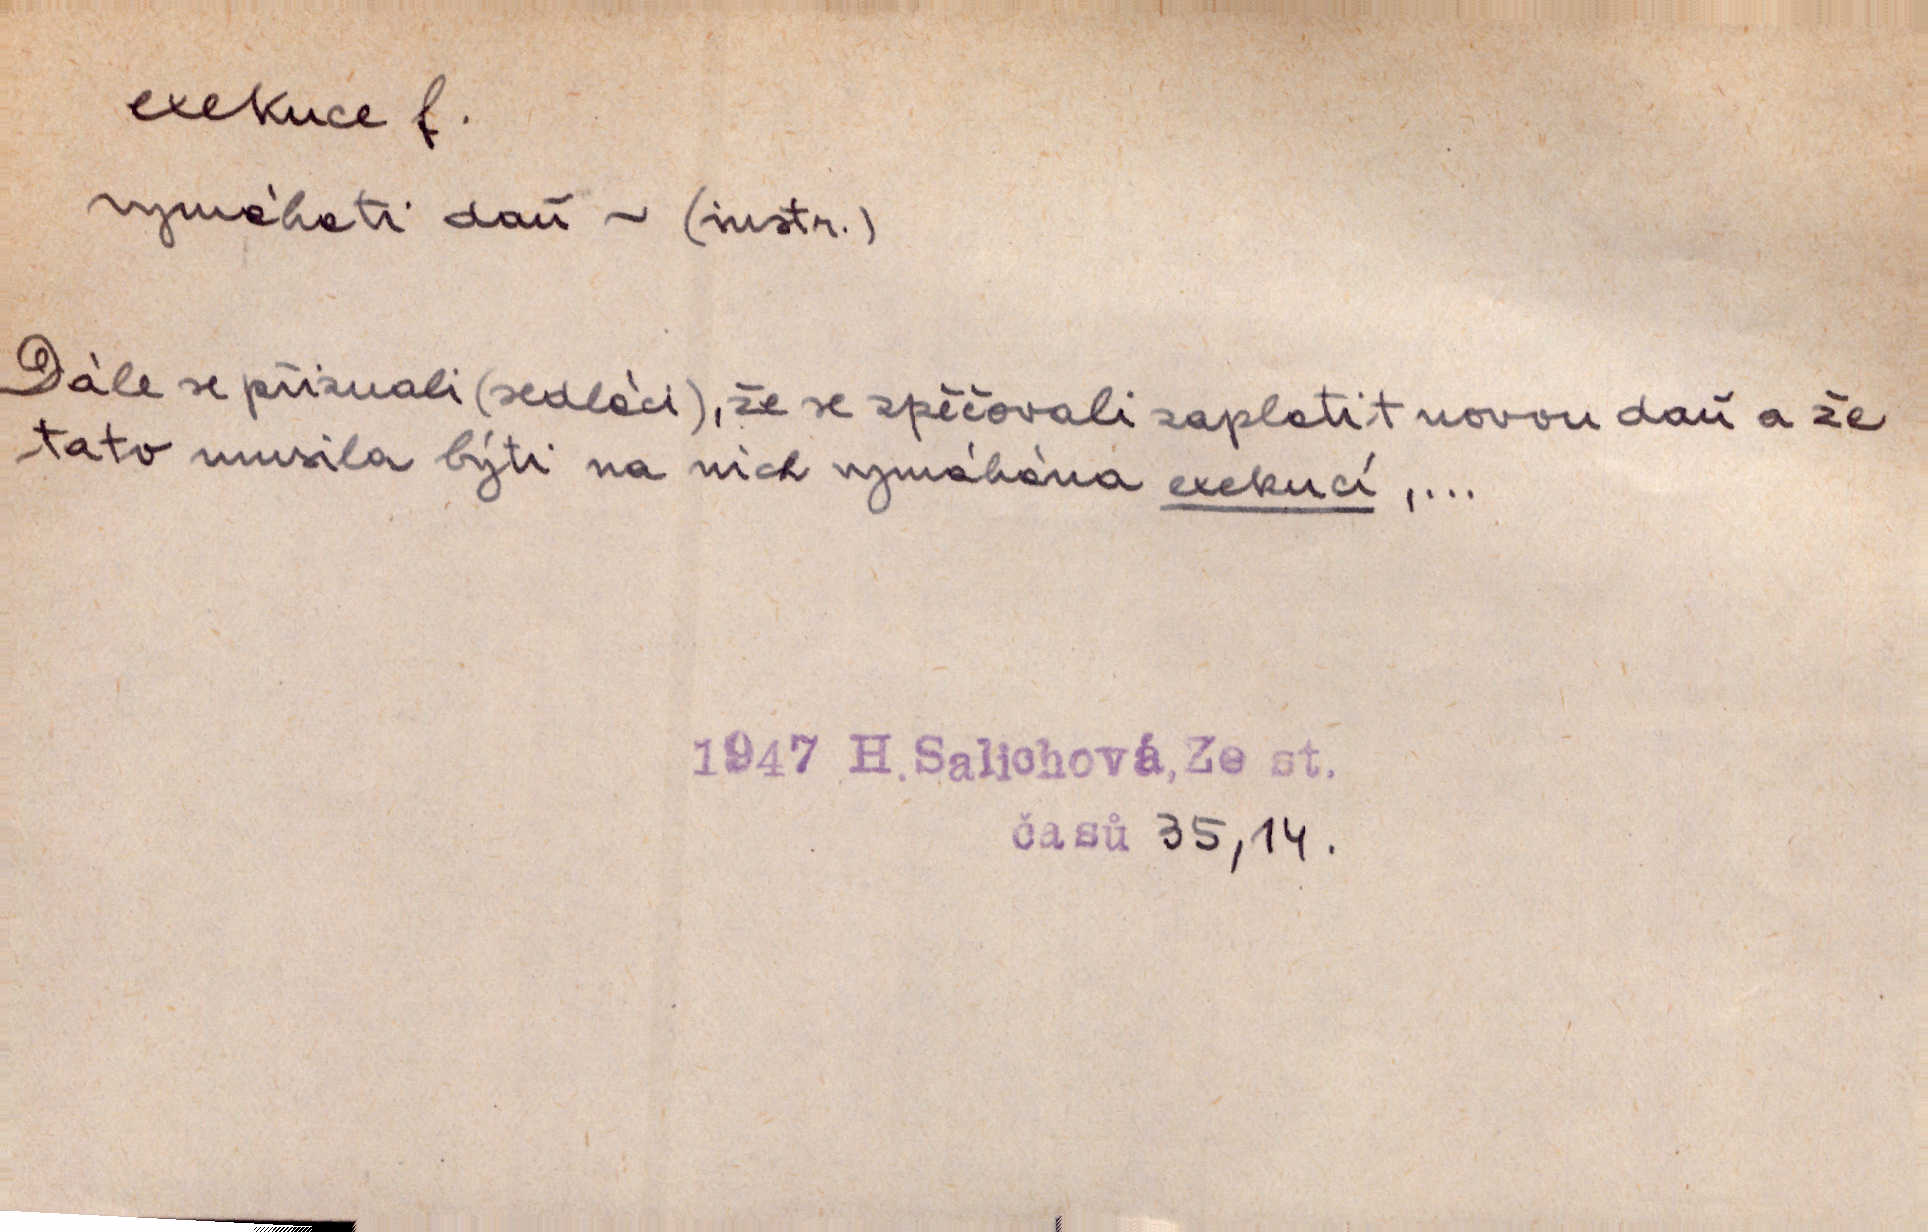 exekuce f.
vymáhati daň ~ (instr.)
Dále se přiznali (sedláci), že se zpěčovali zaplatit novou daň a že
tato musila býti na nich vymáhána exekucí,...
1947 H.Salichová, Ze st.
časů 35,14.